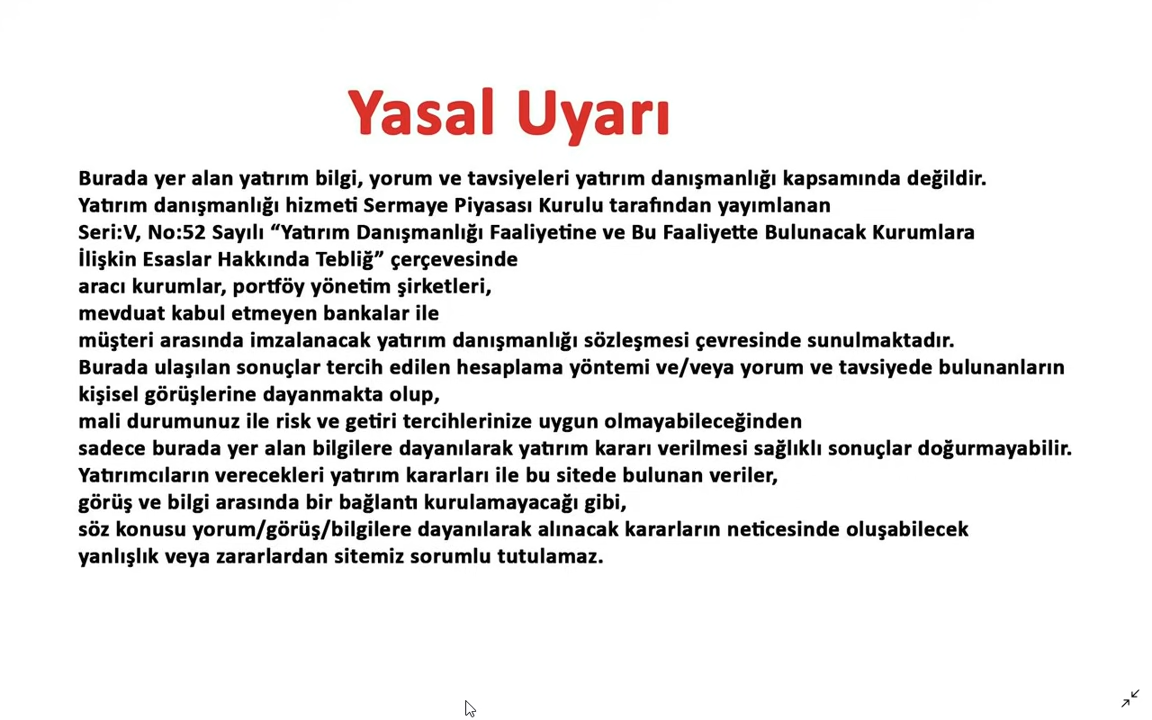 Yasal Uyarı
Burada yer alan yatırım bilgi, yorum ve tavsiyeleri yatırım danışmanlığı kapsamında değildir.
Yatırım danışmanlığı hizmeti Sermaye Piyasası Kurulu tarafından yayımlanan
Seri:V, No:52 Sayılı “Yatırım Danışmanlığı Faaliyetine ve Bu Faaliyette Bulunacak Kurumlara
İlişkin Esaslar Hakkında Tebliğ” çerçevesinde
aracı kurumlar, portföy yönetim şirketleri,
mevduat kabul etmeyen bankalar ile
müşteri arasında imzalanacak yatırım danışmanlığı sözleşmesi çevresinde sunulmaktadır.
Burada ulaşılan sonuçlar tercih edilen hesaplama yöntemi ve/veya yorum ve tavsiyede bulunanların
kişisel görüşlerine dayanmakta olup,
mali durumunuz ile risk ve getiri tercihlerinize uygun olmayabileceğinden
sadece burada yer alan bilgilere dayanılarak yatırım kararı verilmesi sağlıklı sonuçlar doğurmayabilir.
Yatırımcıların verecekleri yatırım kararları ile bu sitede bulunan veriler,
görüş ve bilgi arasında bir bağlantı kurulamayacağı gibi,
söz konusu yorum/görüş/bilgilere dayanılarak alınacak kararların neticesinde oluşabilecek
yanlışlık veya zararlardan sitemiz sorumlu tutulamaz.